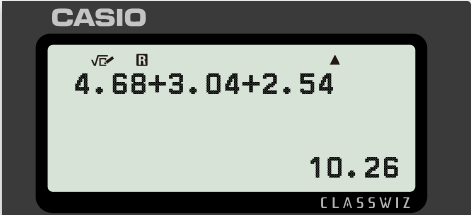 CASIO
√ R ▲
4.68+3.04+2.54
10.26
CLASSWIZ